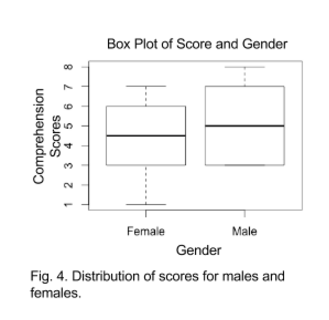 Box Plot of Score and Gender
Comprehension
Scores
8
7
6
5
4
3
2
1
Female Male
Gender
Fig. 4. Distribution of scores for males and
females.